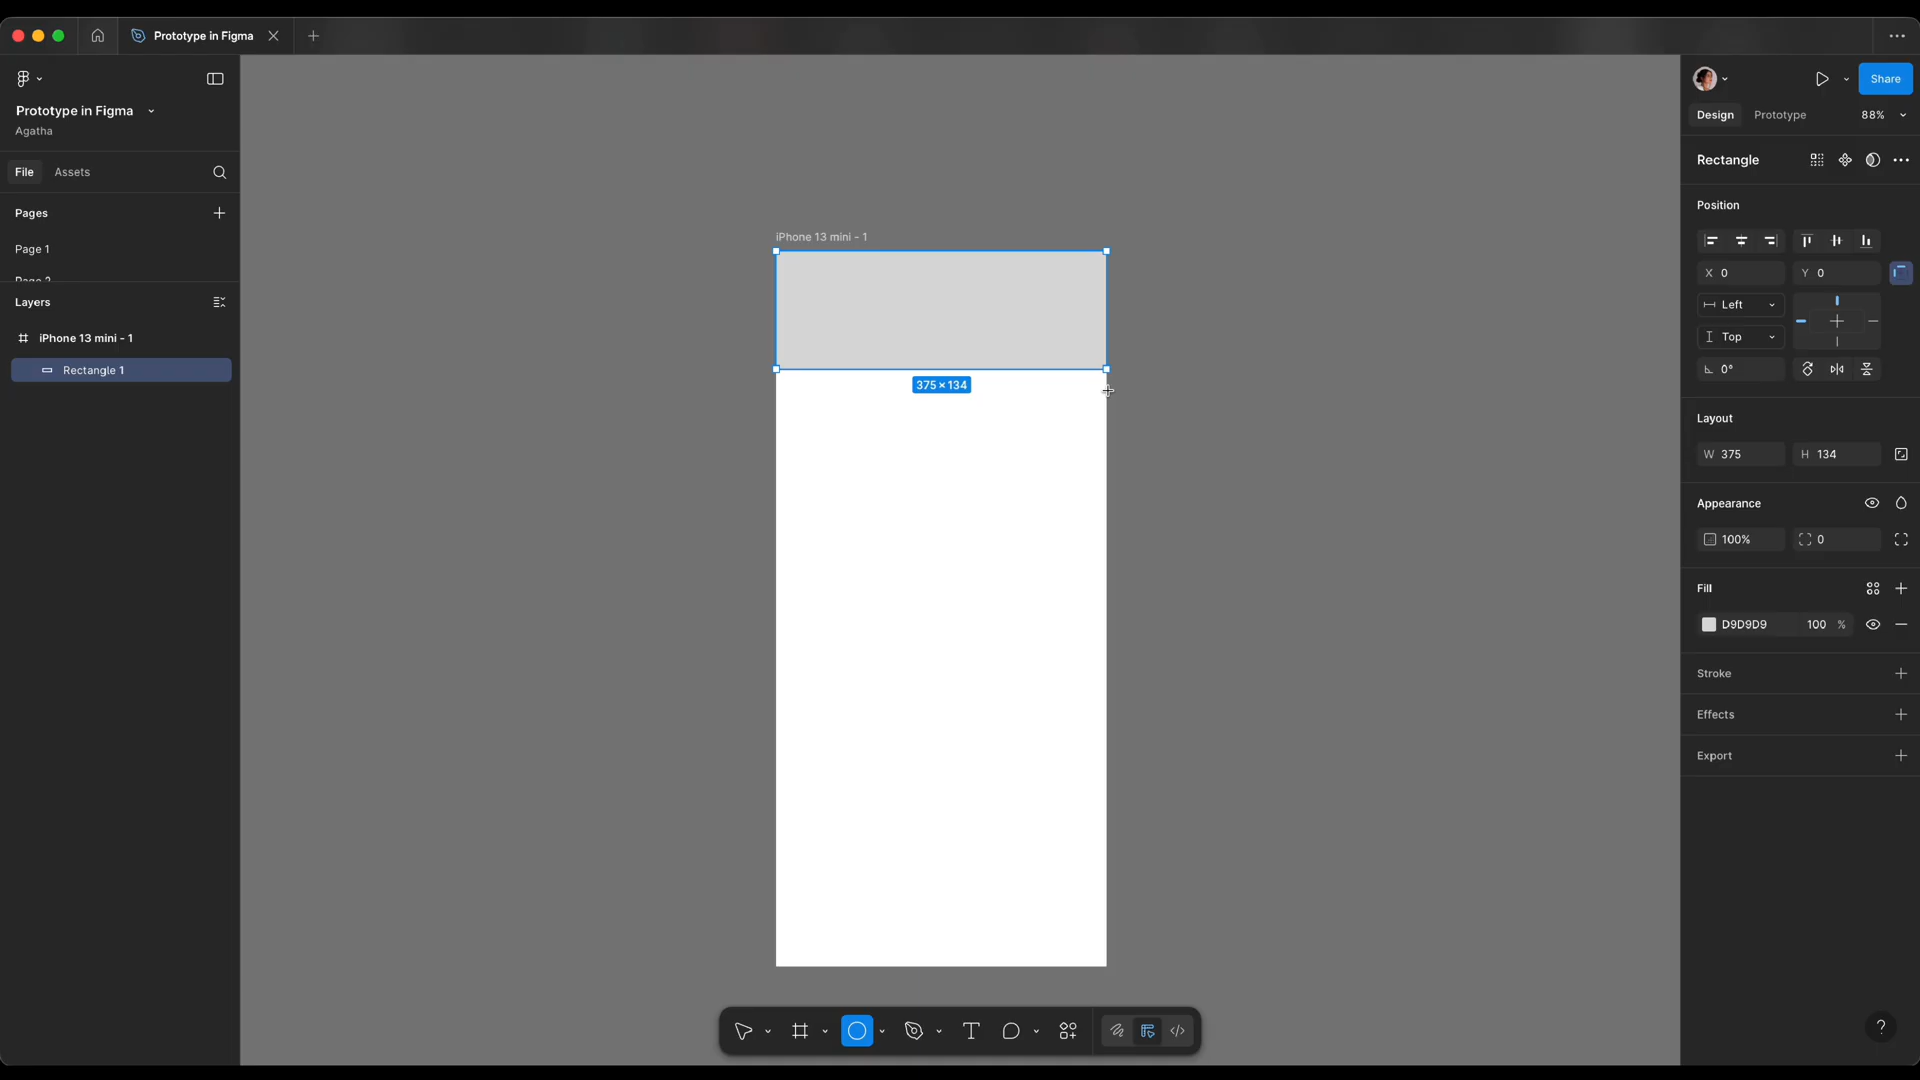 Prototype in Figma
Prototype in Figma
Agatha
File
Assets
Pages
Page 1
Page 2
Layers
iPhone 13 mini - 1
Rectangle 1
iPhone 13 mini - 1
375 × 134
Share
Design
Prototype
88%
Rectangle
Position
X 0
Y 0
Left
Top
0°
Layout
W 375
H 134
Appearance
100%
0
Fill
D9D9D9
100 %
Stroke
Effects
Export
?